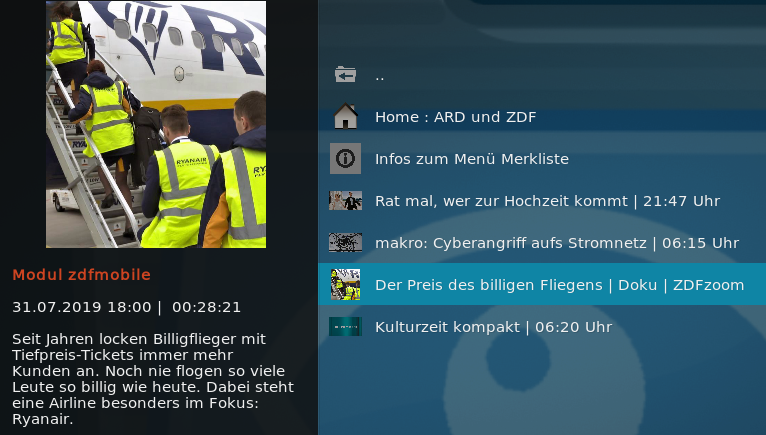 RYANAIR
Modul zdfmobile
31.07.2019 18:00 | 00:28:21
Seit Jahren locken Billigflieger mit
Tiefpreis-Tickets immer mehr
Kunden an. Noch nie flogen so viele
Leute so billig wie heute. Dabei steht
eine Airline besonders im Fokus:
Ryanair.
..
Home : ARD und ZDF
Infos zum Menü Merkliste
Rat mal, wer zur Hochzeit kommt | 21:47 Uhr
makro: Cyberangriff aufs Stromnetz | 06:15 Uhr
Der Preis des billigen Fliegens | Doku | ZDFzoom
Kulturzeit kompakt | 06:20 Uhr